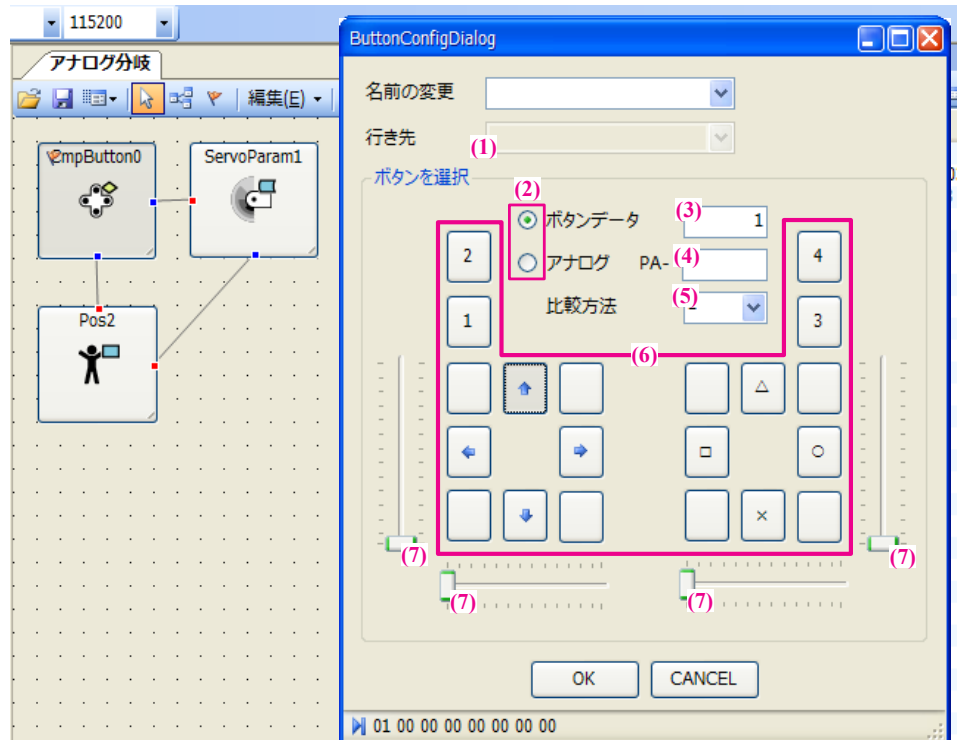 115200
アナログ分岐
編集(E)
CmpButton0
ServoParam1
Pos2
ButtonConfigDialog
名前の変更
行き先
(1)
ボタンを選択
(2)
ボタンデータ
(3)
1
アナログ
PA-
(4)
比較方法
(5)
(6)
2
1
4
3
△
□
○
×
(7)
(7)
(7)
(7)
OK
CANCEL
01 00 00 00 00 00 00 00